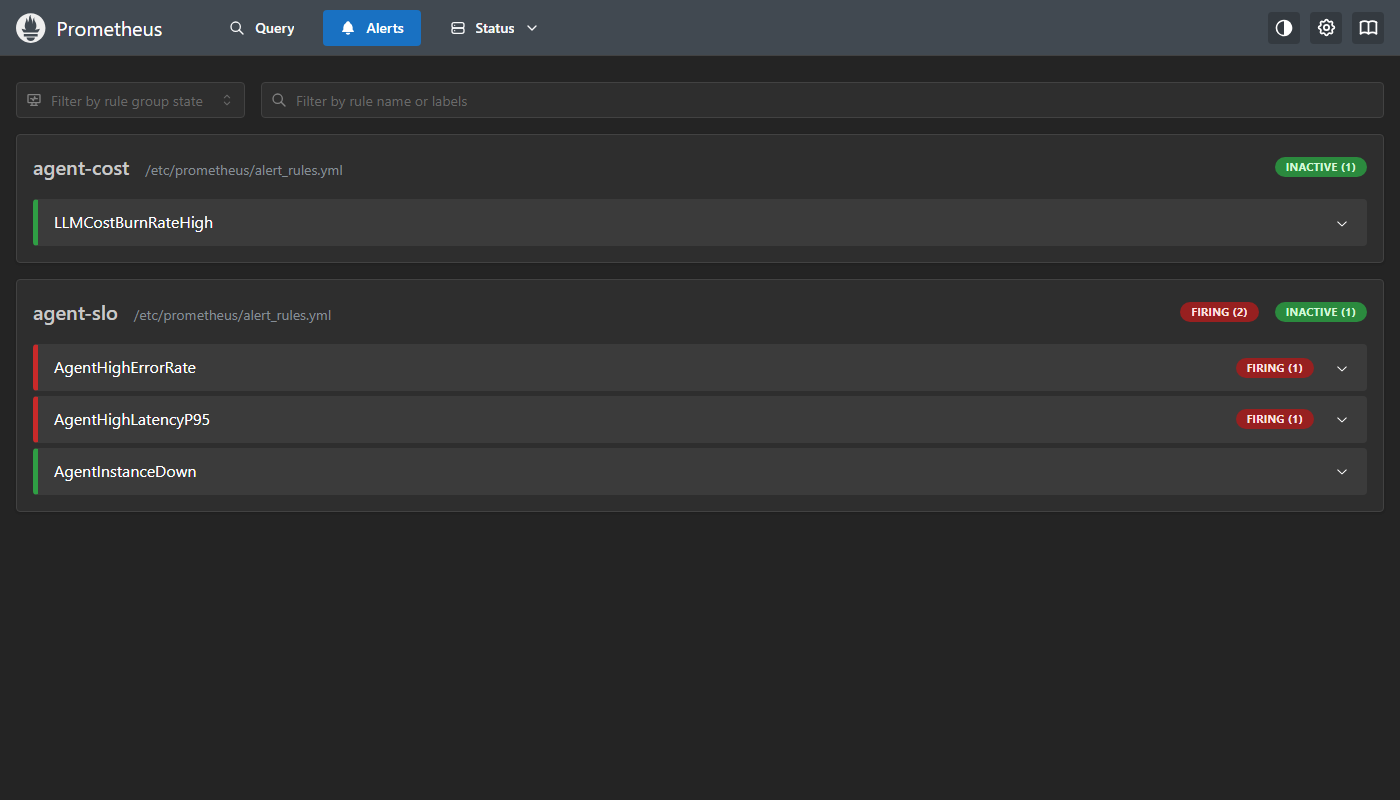 Prometheus Query Alerts Status
Filter by rule group state Filter by rule name or labels
agent-cost /etc/prometheus/alert_rules.yml INACTIVE (1)
LLMCostBurnRateHigh
agent-slo /etc/prometheus/alert_rules.yml FIRING (2) INACTIVE (1)
AgentHighErrorRate FIRING (1)
AgentHighLatencyP95 FIRING (1)
AgentInstanceDown